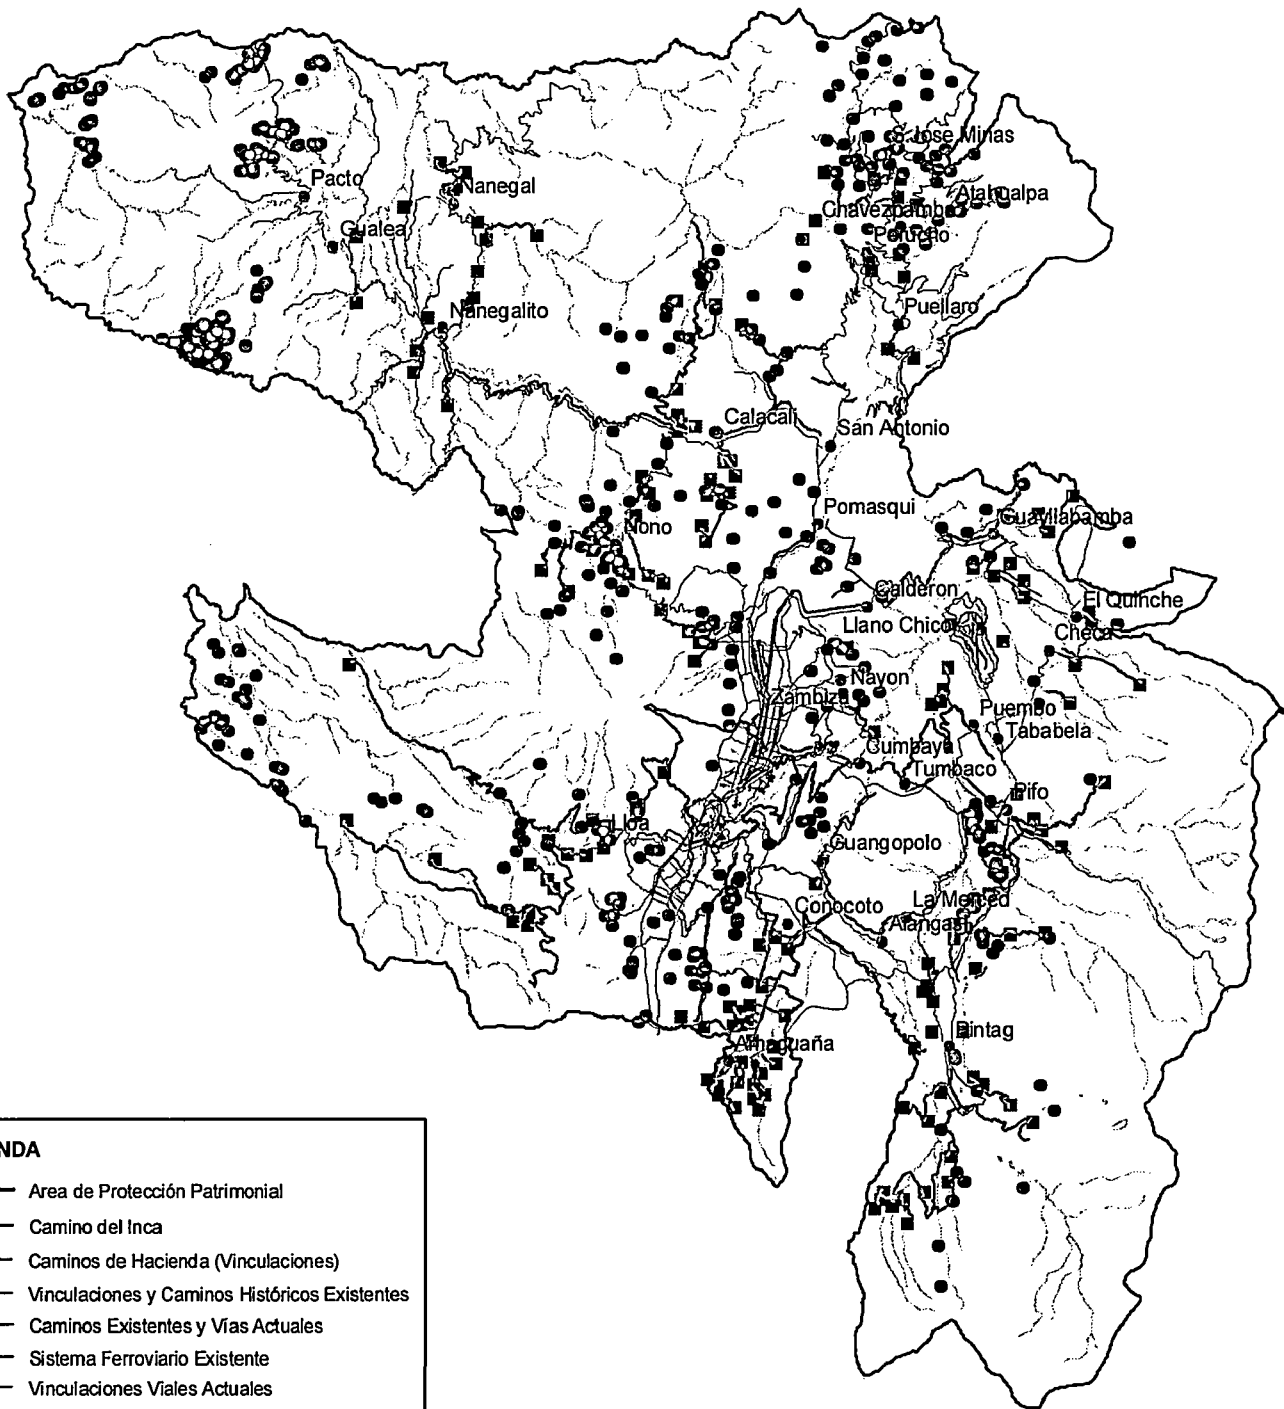 S Jose Minas
Pacto
Nanegal
Atahualpa
Chavezpamba
Gualea
Perucho
Nanegalito
Puellaro
Calacali
San Antonio
Pomasqui
Guayllabamba
Nono
Calderon
El Quinche
Llano Chico
Checa
Nayon
Zambiza
Puembo
Tababela
Cumbaya
Tumbaco
Pifo
Lloa
Guangopolo
La Merced
Conocoto
Alangasi
Pintag
Amaguaña
NDA
Area de Protección Patrimonial
Camino del Inca
Caminos de Hacienda (Vinculaciones)
Vinculaciones y Caminos Históricos Existentes
Caminos Existentes y Vías Actuales
Sistema Ferroviario Existente
Vinculaciones Viales Actuales